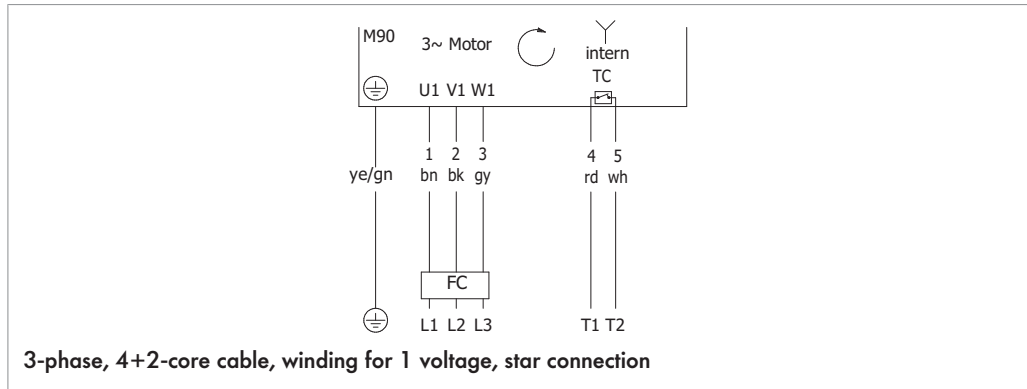 M90
3~ Motor
intern
TC
U1 V1 W1
1 2 3
4 5
ye/gn
bn bk gy
rd wh
FC
L1 L2 L3
T1 T2
3-phase, 4+2-core cable, winding for 1 voltage, star connection